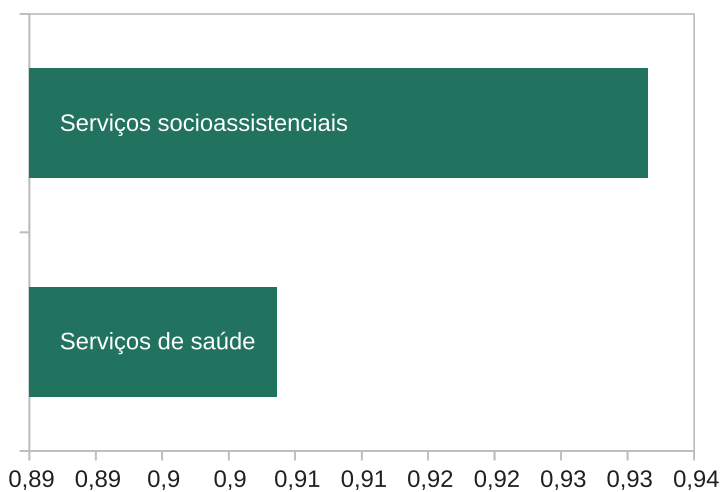 Serviços socioassistenciais
Serviços de saúde
0,89 0,89 0,9 0,9 0,91 0,91 0,92 0,92 0,93 0,93 0,94